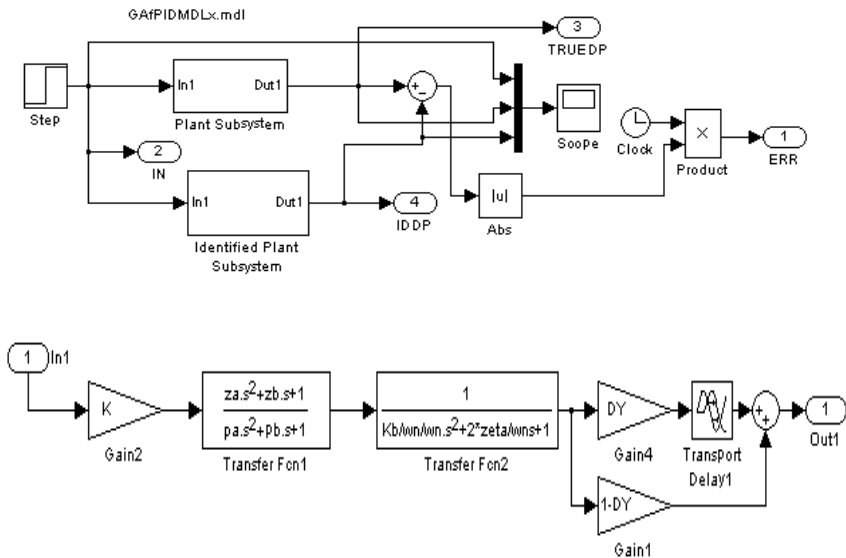 GAfPIDMDLx.mdl
3
TRUEDP
Step
In1
Out1
Plant Subsystem
+
−
2
IN
Scope
Clock
×
Product
1
ERR
In1
Out1
Identified Plant
Subsystem
4
IDDP
|u|
Abs
1
In1
K
Gain2
za.s²+zb.s+1
pa.s²+pb.s+1
Transfer Fcn1
1
Kb/wn/wn.s²+2*zeta/wns+1
Transfer Fcn2
DY
Gain4
Transport
Delay1
+
+
1
Out1
1-DY
Gain1